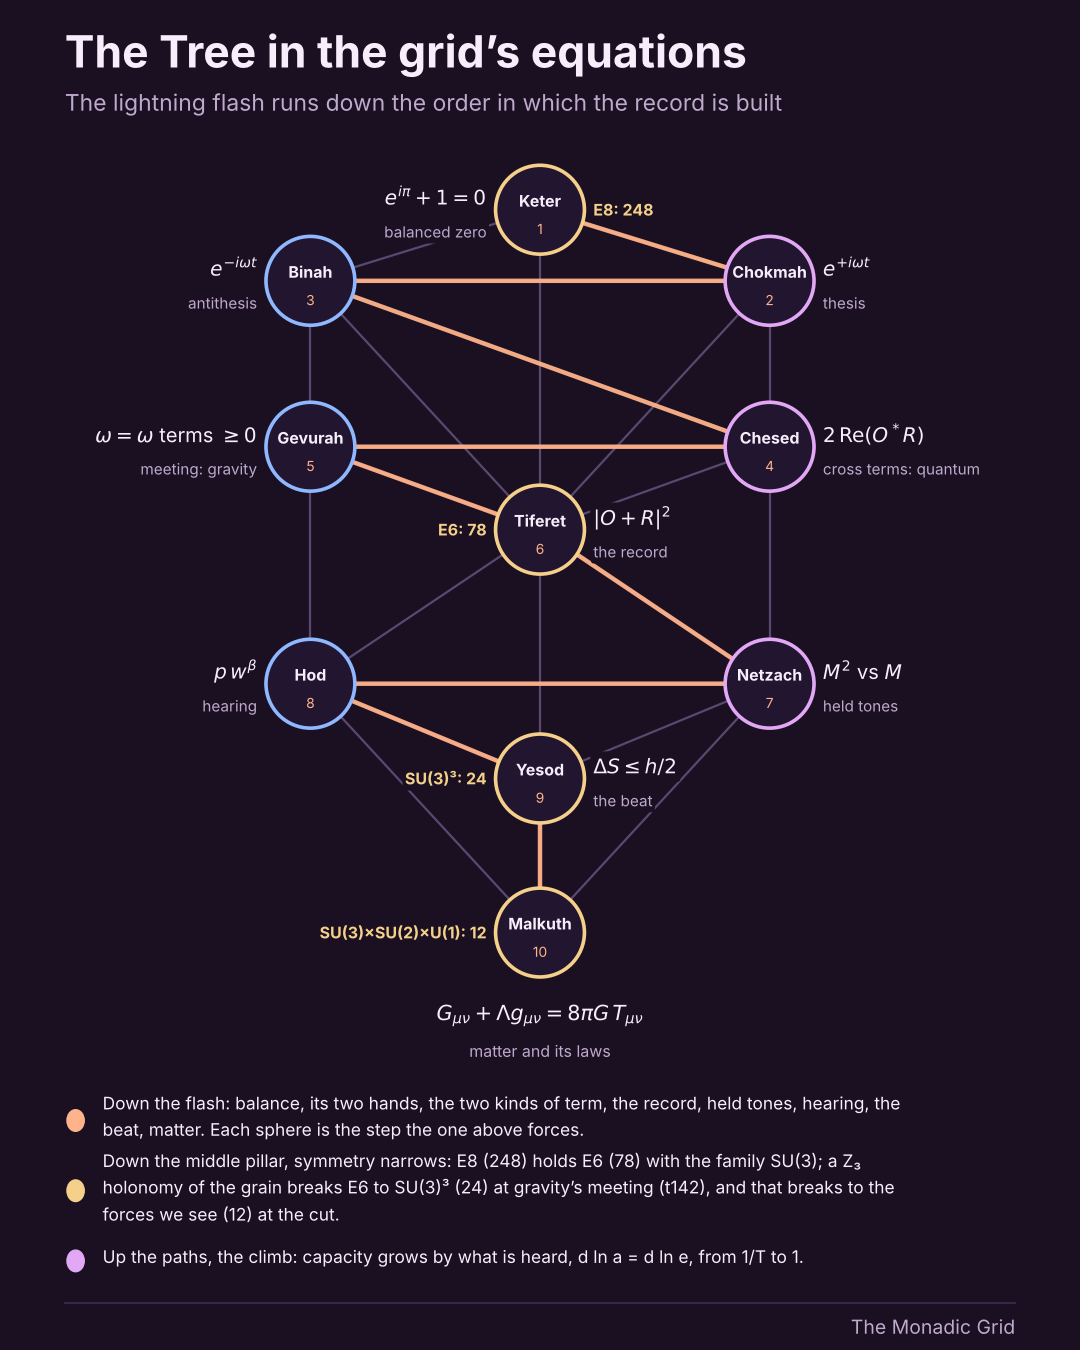 The Tree in the grid’s equations
The lightning flash runs down the order in which the record is built
Keter
1
e^{iπ} + 1 = 0
balanced zero
E8: 248
Binah
3
e^{−iωt}
antithesis
Chokmah
2
e^{+iωt}
thesis
Gevurah
5
ω = ω terms ≥ 0
meeting: gravity
Chesed
4
2 Re(O*R)
cross terms: quantum
Tiferet
6
E6: 78
|O + R|²
the record
Hod
8
p w^β
hearing
Netzach
7
M² vs M
held tones
Yesod
9
SU(3)³: 24
ΔS ≤ h/2
the beat
Malkuth
10
SU(3)×SU(2)×U(1): 12
G_{μν} + Λg_{μν} = 8πG T_{μν}
matter and its laws
Down the flash: balance, its two hands, the two kinds of term, the record, held tones, hearing, the
beat, matter. Each sphere is the step the one above forces.
Down the middle pillar, symmetry narrows: E8 (248) holds E6 (78) with the family SU(3); a Z₃
holonomy of the grain breaks E6 to SU(3)³ (24) at gravity’s meeting (t142), and that breaks to the
forces we see (12) at the cut.
Up the paths, the climb: capacity grows by what is heard, d ln a = d ln e, from 1/T to 1.
The Monadic Grid